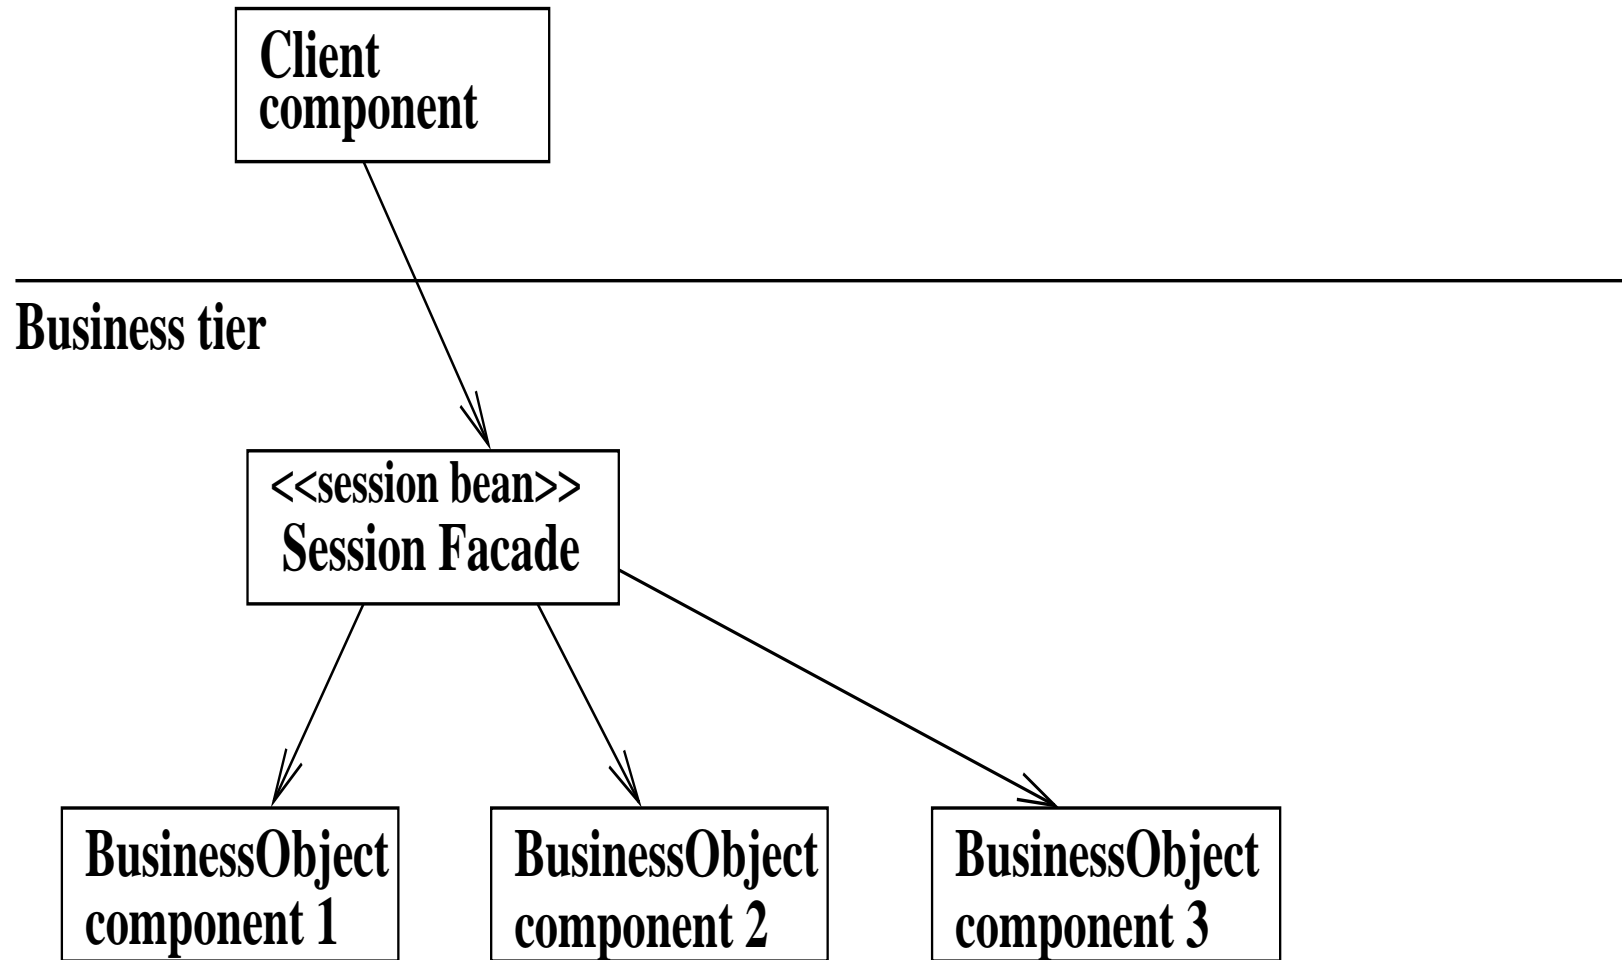 Client
component
Business tier
<<session bean>>
Session Facade
BusinessObject
component 1
BusinessObject
component 2
BusinessObject
component 3